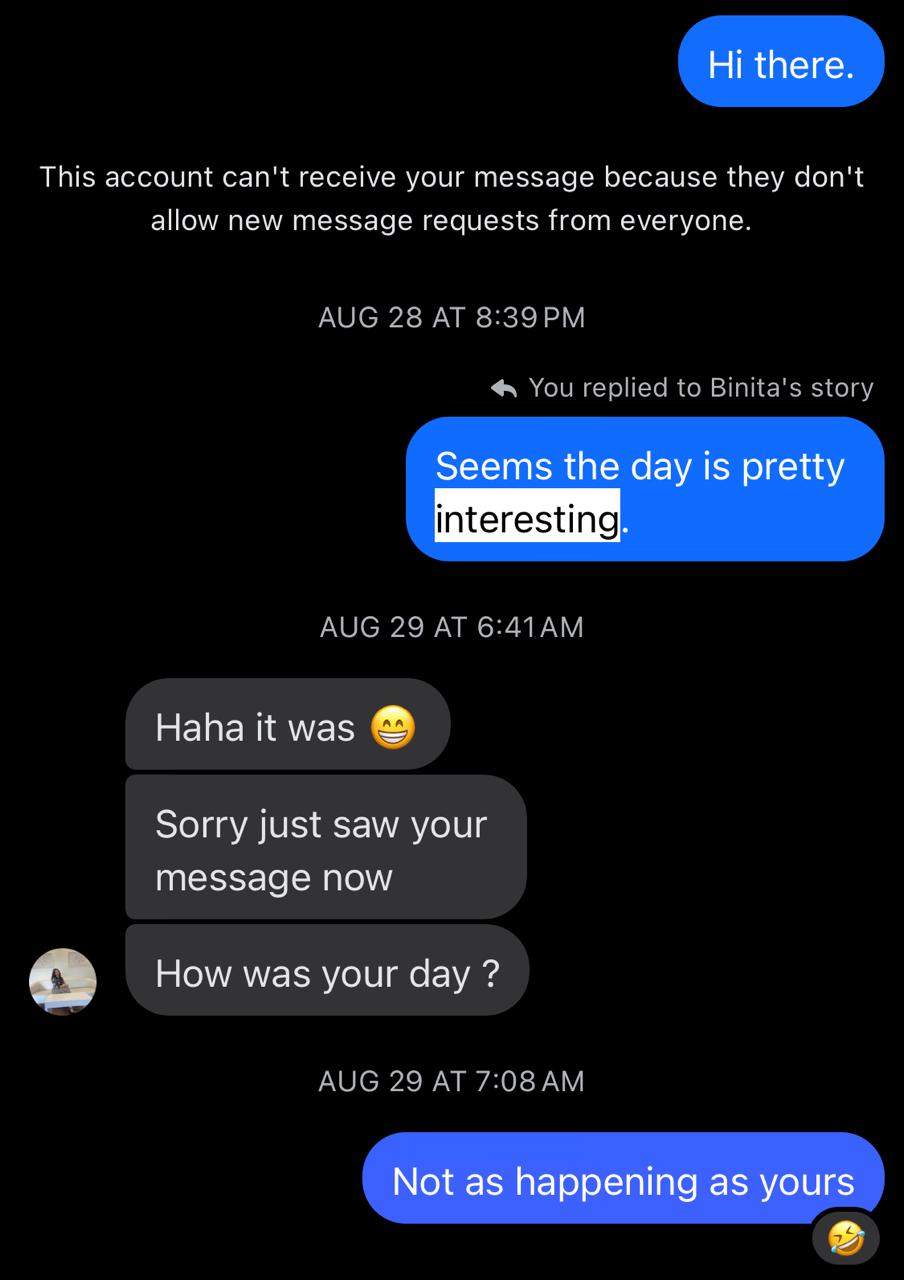 Hi there.
This account can't receive your message because they don't
allow new message requests from everyone.
AUG 28 AT 8:39 PM
You replied to Binita's story
Seems the day is pretty
interesting.
AUG 29 AT 6:41 AM
Haha it was 😁
Sorry just saw your
message now
How was your day ?
AUG 29 AT 7:08 AM
Not as happening as yours
🤣